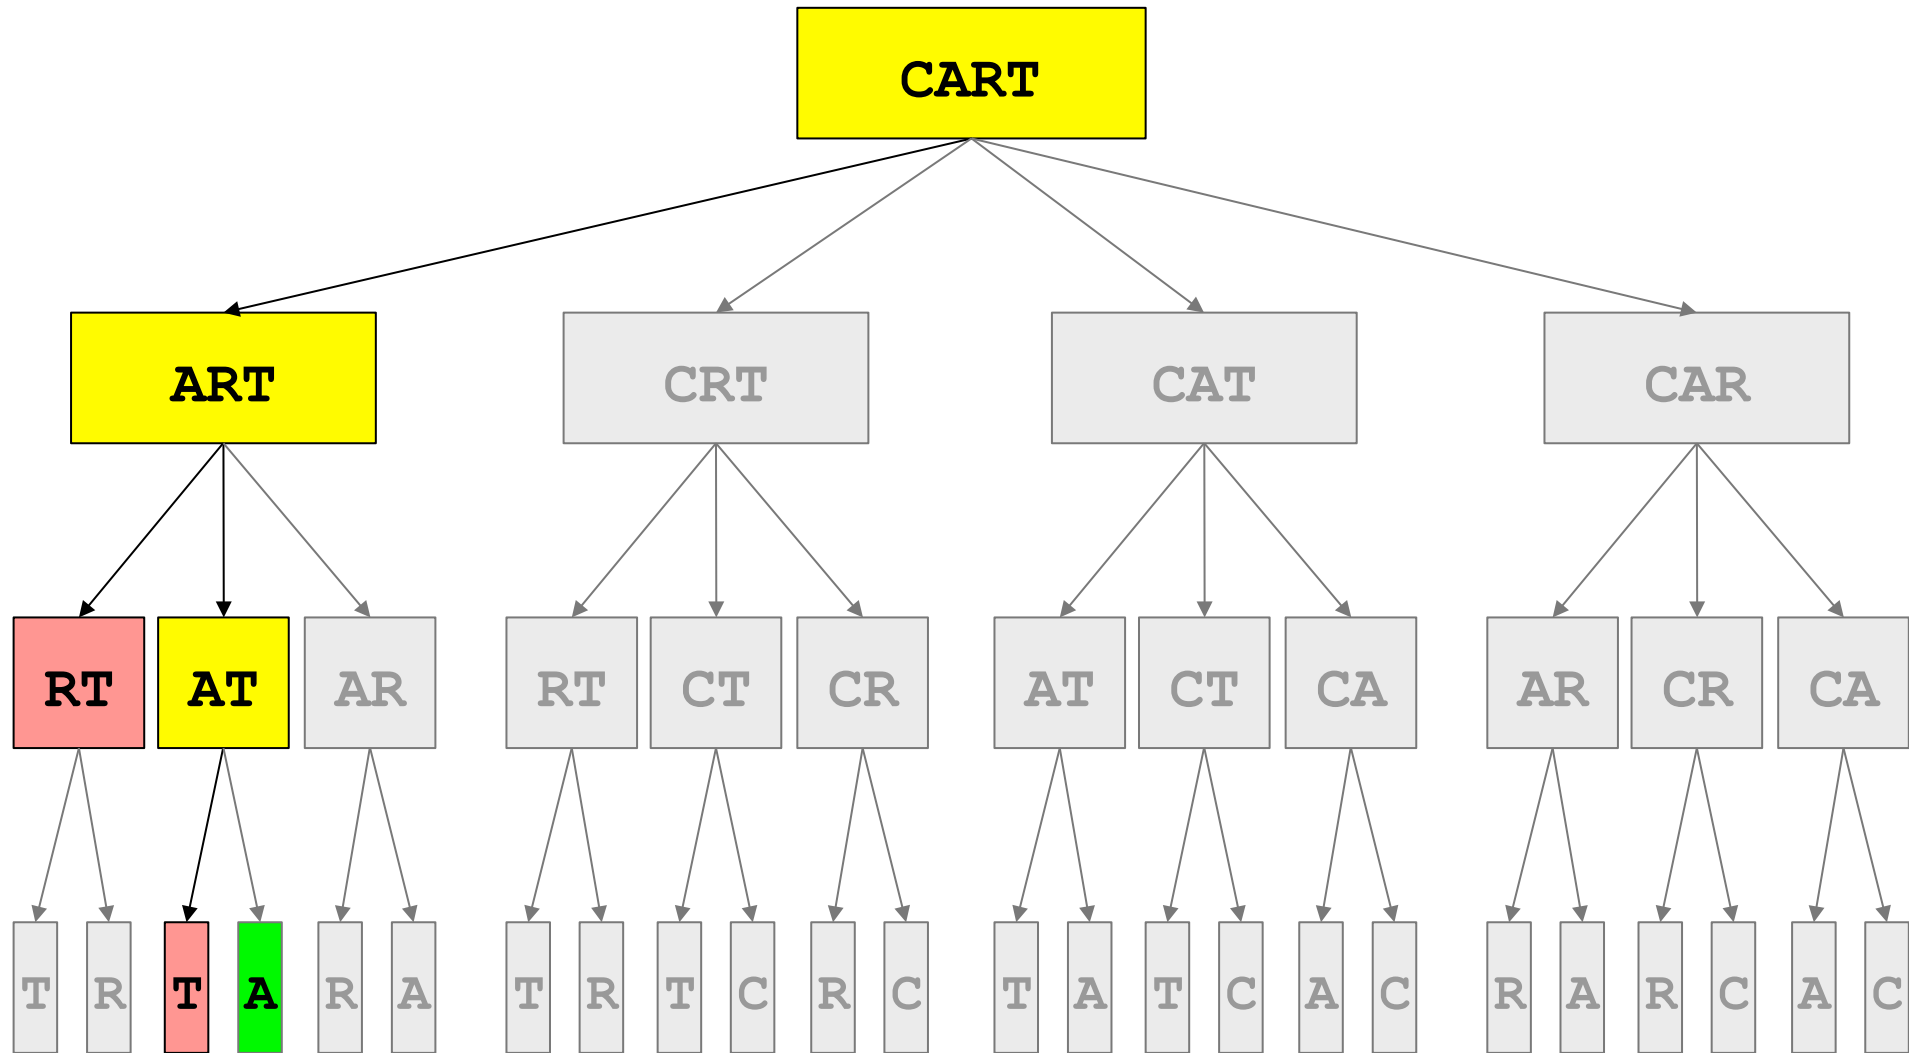 CART
ART CRT CAT CAR
RT AT AR RT CT CR AT CT CA AR CR CA
T R T A R A T R T C R C T A T C A C R A R C A C